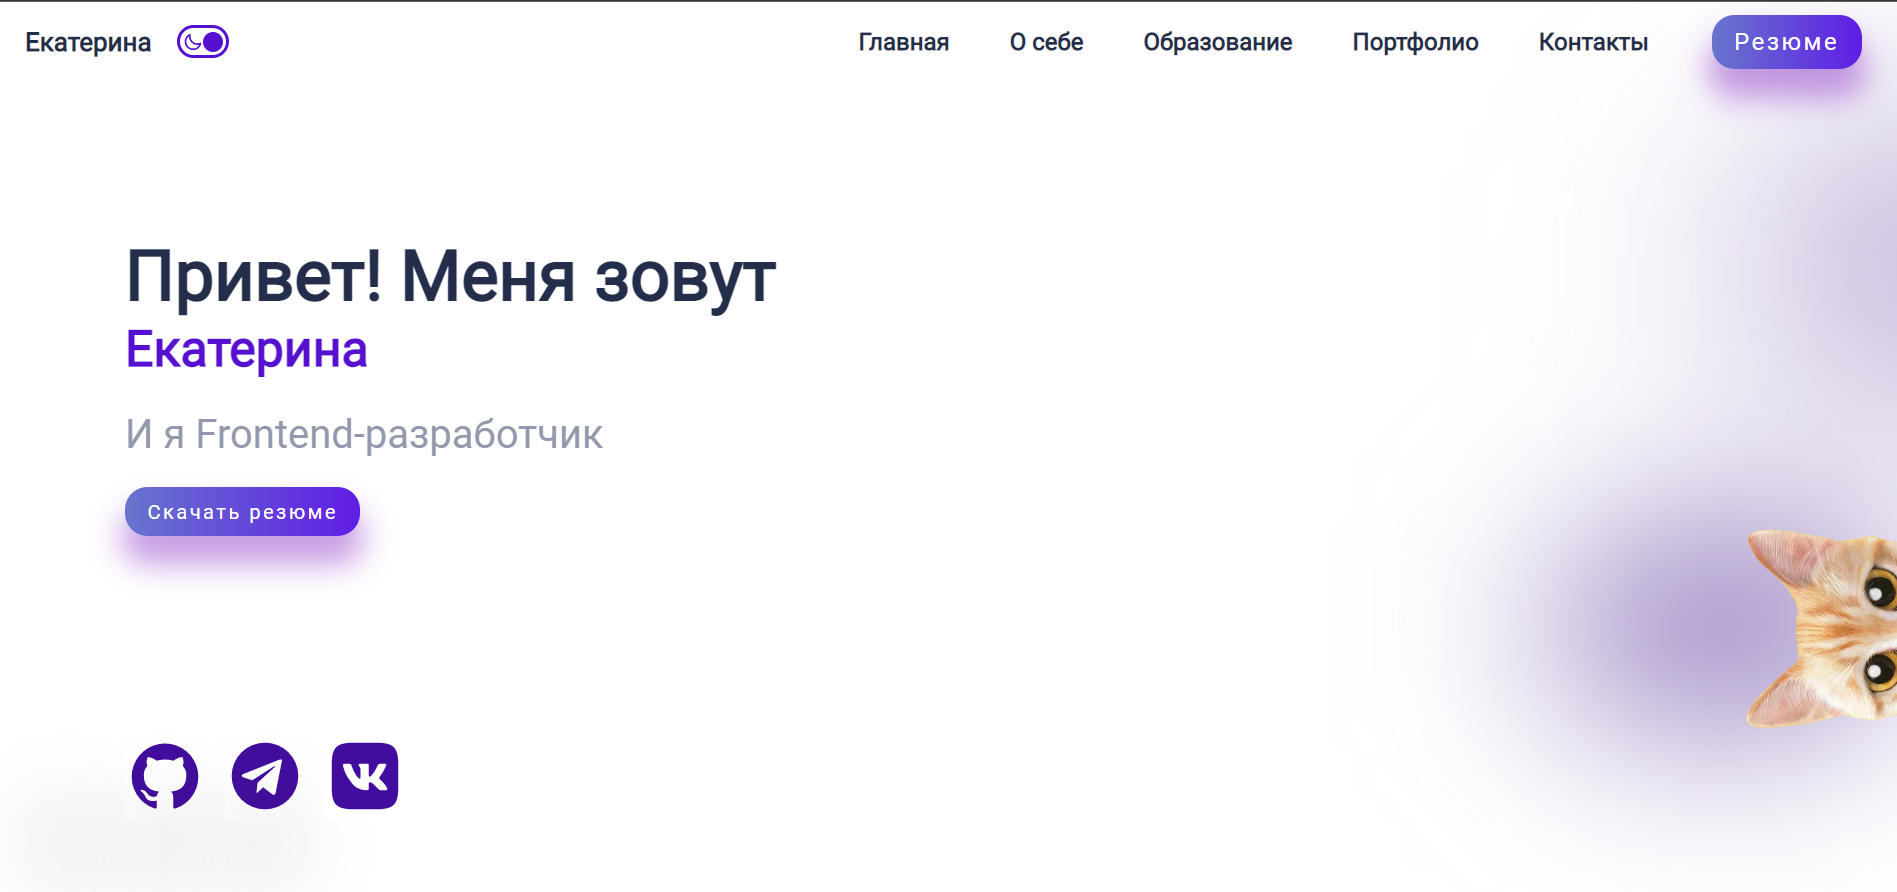 Екатерина
Главная
О себе
Образование
Портфолио
Контакты
Резюме
Привет! Меня зовут
Екатерина
И я Frontend-разработчик
Скачать резюме